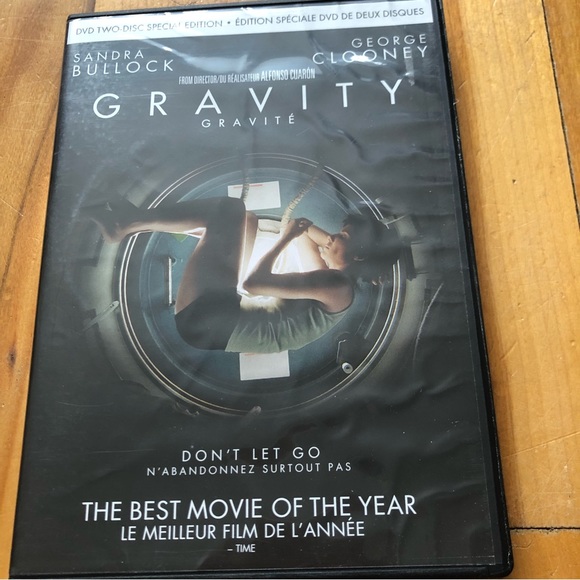 DVD TWO-DISC SPECIAL EDITION • ÉDITION SPÉCIALE DVD DE DEUX DISQUES
SANDRA
BULLOCK
GEORGE
CLOONEY
FROM DIRECTOR/DU RÉALISATEUR ALFONSO CUARÓN
GRAVITY
GRAVITÉ
DON'T LET GO
N'ABANDONNEZ SURTOUT PAS
THE BEST MOVIE OF THE YEAR
LE MEILLEUR FILM DE L'ANNÉE
– TIME